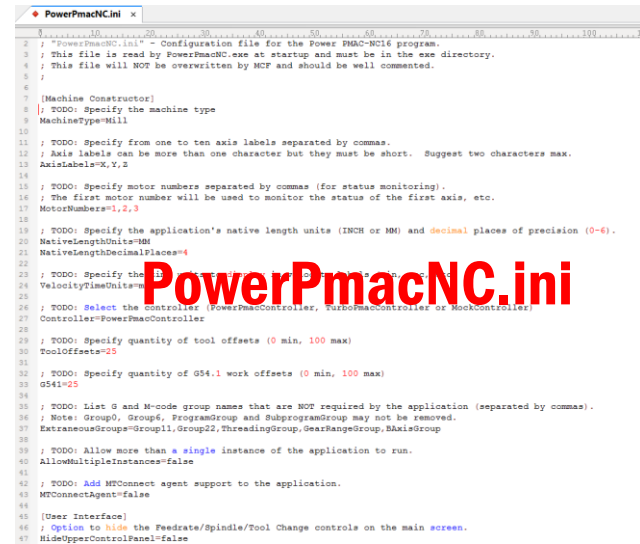 PowerPmacNC.ini ×
0 10 20 30 40 50 60 70 80 90 100
2 ; "PowerPmacNC.ini" - Configuration file for the Power PMAC-NC16 program.
3 ; This file is read by PowerPmacNC.exe at startup and must be in the exe directory.
4 ; This file will NOT be overwritten by MCF and should be well commented.
5 ;
6
7 [Machine Constructor]
8 ; TODO: Specify the machine type
9 MachineType=Mill
10
11 ; TODO: Specify from one to ten axis labels separated by commas.
12 ; Axis labels can be more than one character but they must be short.  Suggest two characters max.
13 AxisLabels=X,Y,Z
14
15 ; TODO: Specify motor numbers separated by commas (for status monitoring).
16 ; The first motor number will be used to monitor the status of the first axis, etc.
17 MotorNumbers=1,2,3
18
19 ; TODO: Specify the application's native length units (INCH or MM) and decimal places of precision (0-6).
20 NativeLengthUnits=MM
21 NativeLengthDecimalPlaces=4
22
23 ; TODO: Specify the
24 VelocityTimeUnits=
PowerPmacNC.ini
25
26 ; TODO: Select the controller (PowerPmacController, TurboPmacController or MockController)
27 Controller=PowerPmacController
28
29 ; TODO: Specify quantity of tool offsets (0 min, 100 max)
30 ToolOffsets=25
31
32 ; TODO: Specify quantity of G54.1 work offsets (0 min, 100 max)
33 G541=25
34
35 ; TODO: List G and M-code group names that are NOT required by the application (separated by commas).
36 ; Note: Group0, Group6, ProgramGroup and SubprogramGroup may not be removed.
37 ExtraneousGroups=Group11,Group22,ThreadingGroup,GearRangeGroup,BAxisGroup
38
39 ; TODO: Allow more than a single instance of the application to run.
40 AllowMultipleInstances=false
41
42 ; TODO: Add MTConnect agent support to the application.
43 MTConnectAgent=false
44
45 [User Interface]
46 ; Option to hide the Feedrate/Spindle/Tool Change controls on the main screen.
47 HideUpperControlPanel=false